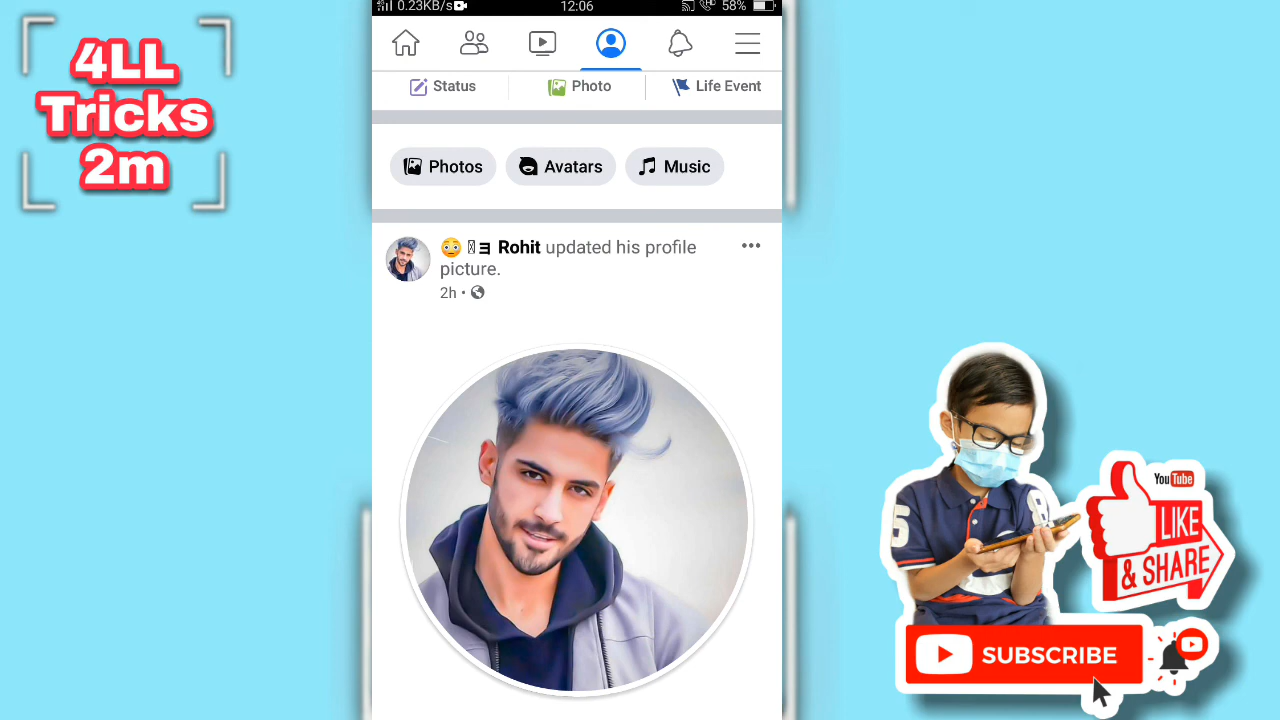 4LL
Tricks
2m
0.23KB/s 12:06 58%
Status Photo Life Event
Photos Avatars Music
😳 Rohit updated his profile
picture.
2h •
YouTube
LIKE
& SHARE
SUBSCRIBE